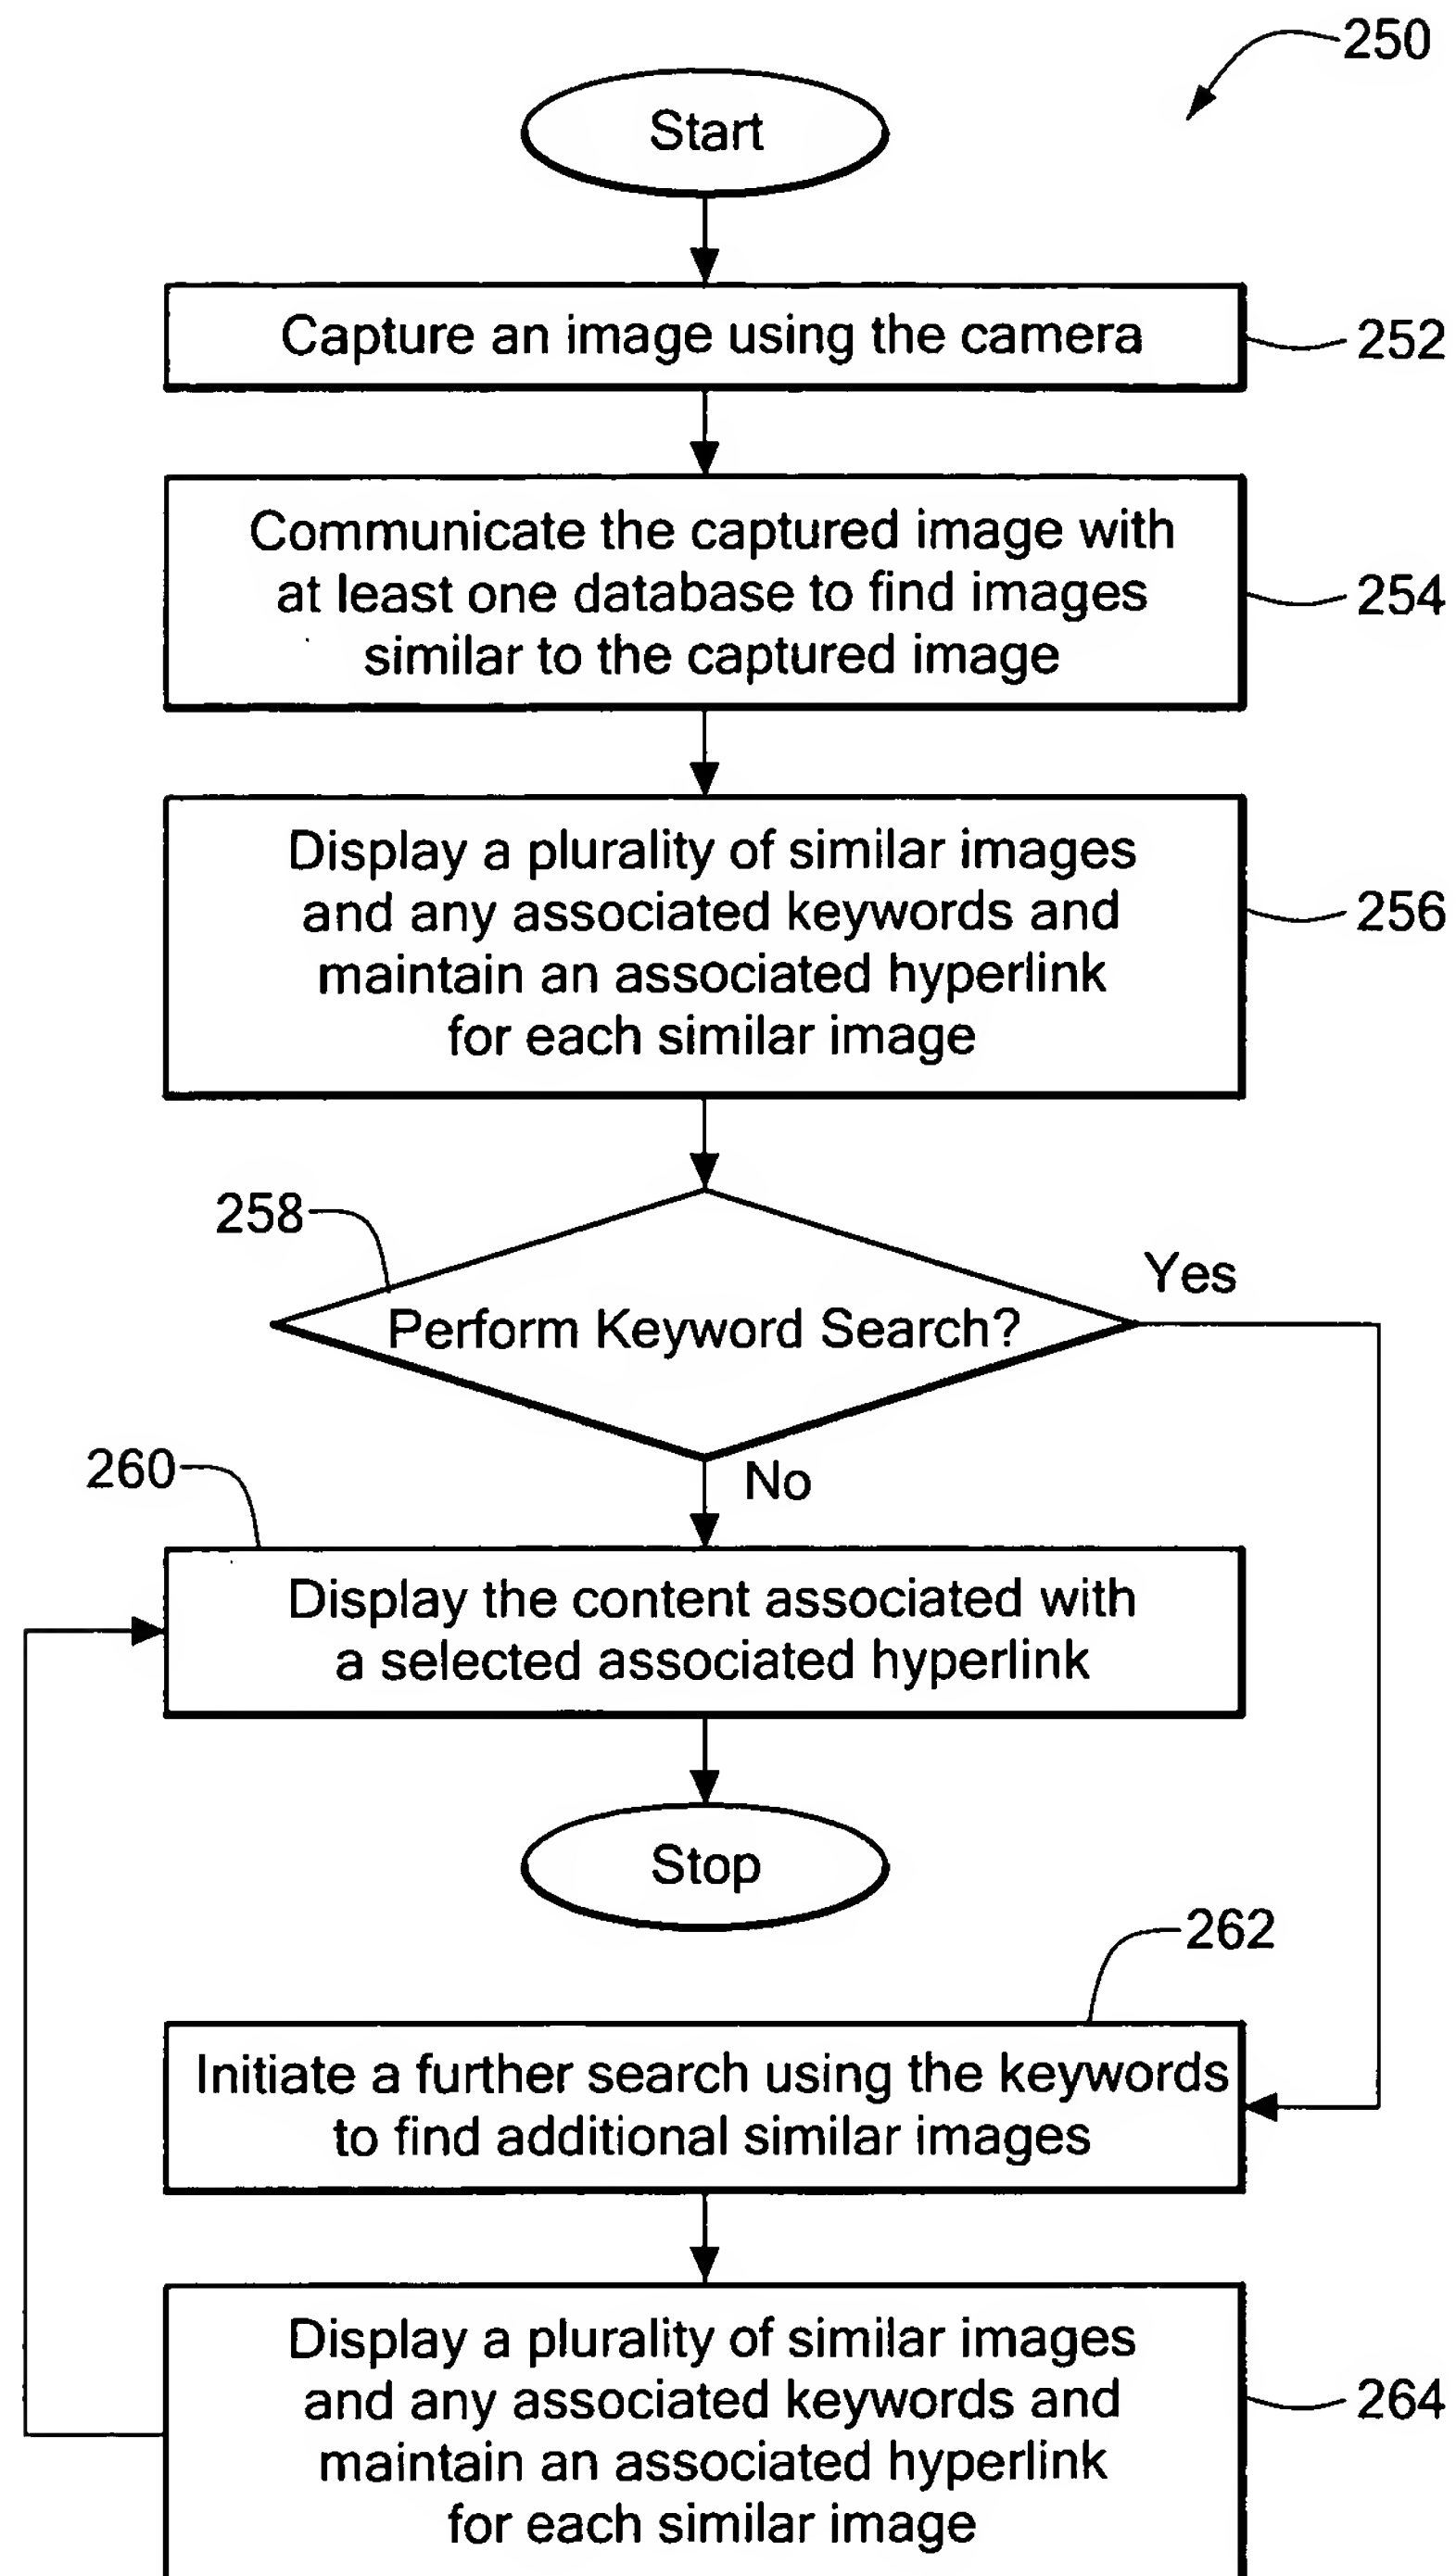 250
Start
Capture an image using the camera
252
Communicate the captured image with
at least one database to find images
similar to the captured image
254
Display a plurality of similar images
and any associated keywords and
maintain an associated hyperlink
for each similar image
256
258
Perform Keyword Search?
Yes
No
260
Display the content associated with
a selected associated hyperlink
Stop
262
Initiate a further search using the keywords
to find additional similar images
Display a plurality of similar images
and any associated keywords and
maintain an associated hyperlink
for each similar image
264